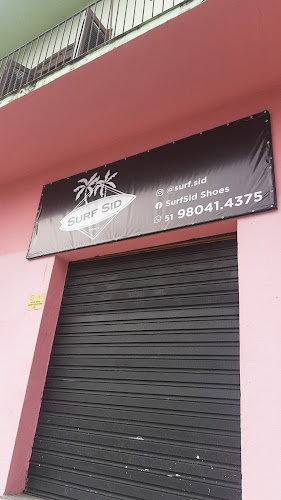 SURF SID
@surf.sid
SurfSid Shoes
51 98041.4375